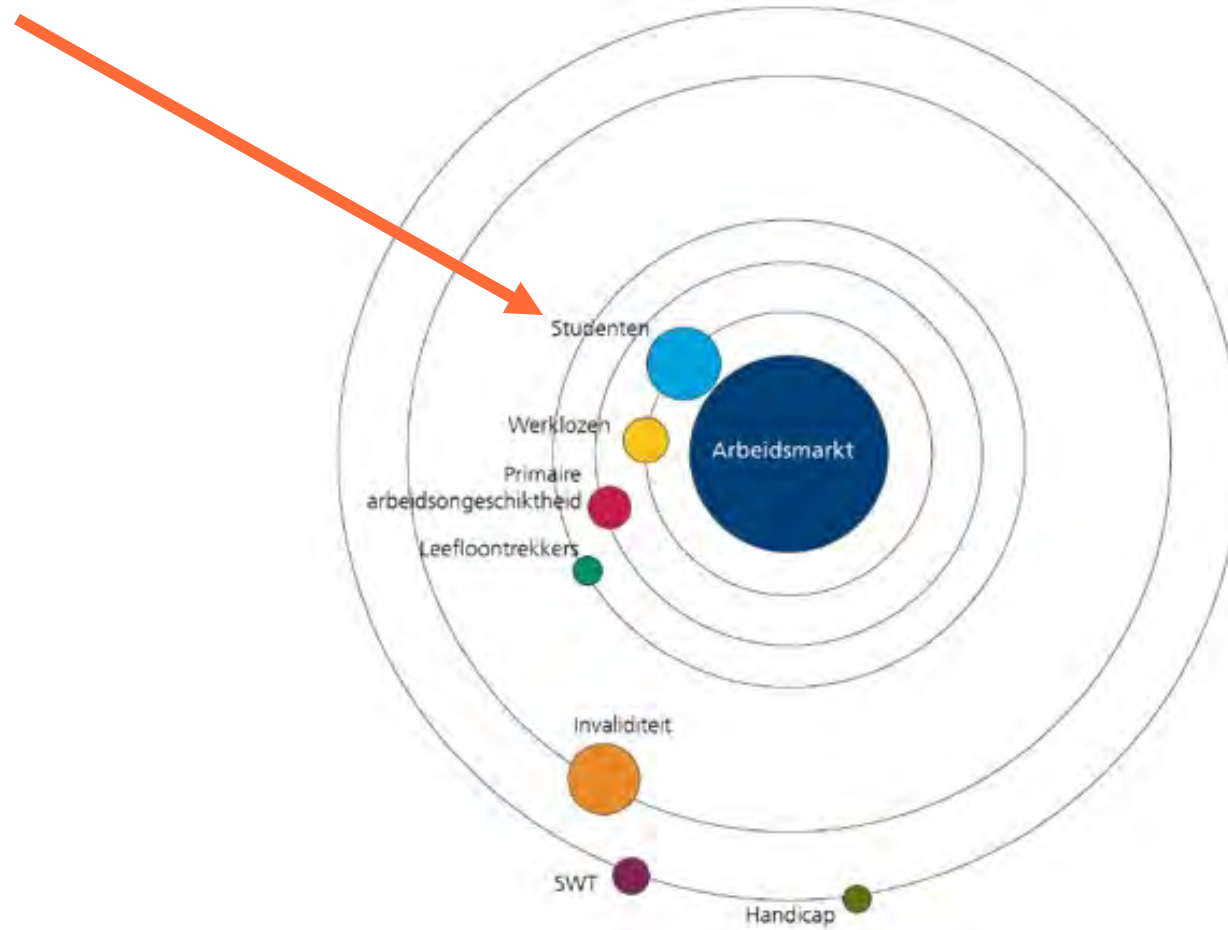 Studenten
Werklozen
Arbeidsmarkt
Primaire
arbeidsongeschiktheid
Leefloontrekkers
Invaliditeit
SWT
Handicap